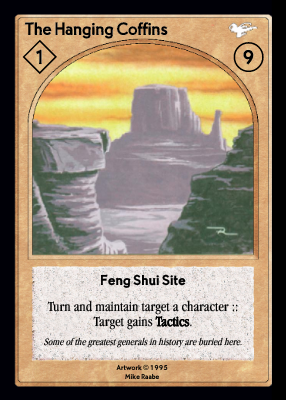 The Hanging Coffins
1
9
Feng Shui Site
Turn and maintain target a character ::
Target gains Tactics.
Some of the greatest generals in history are buried here.
Artwork © 1995
Mike Raabe